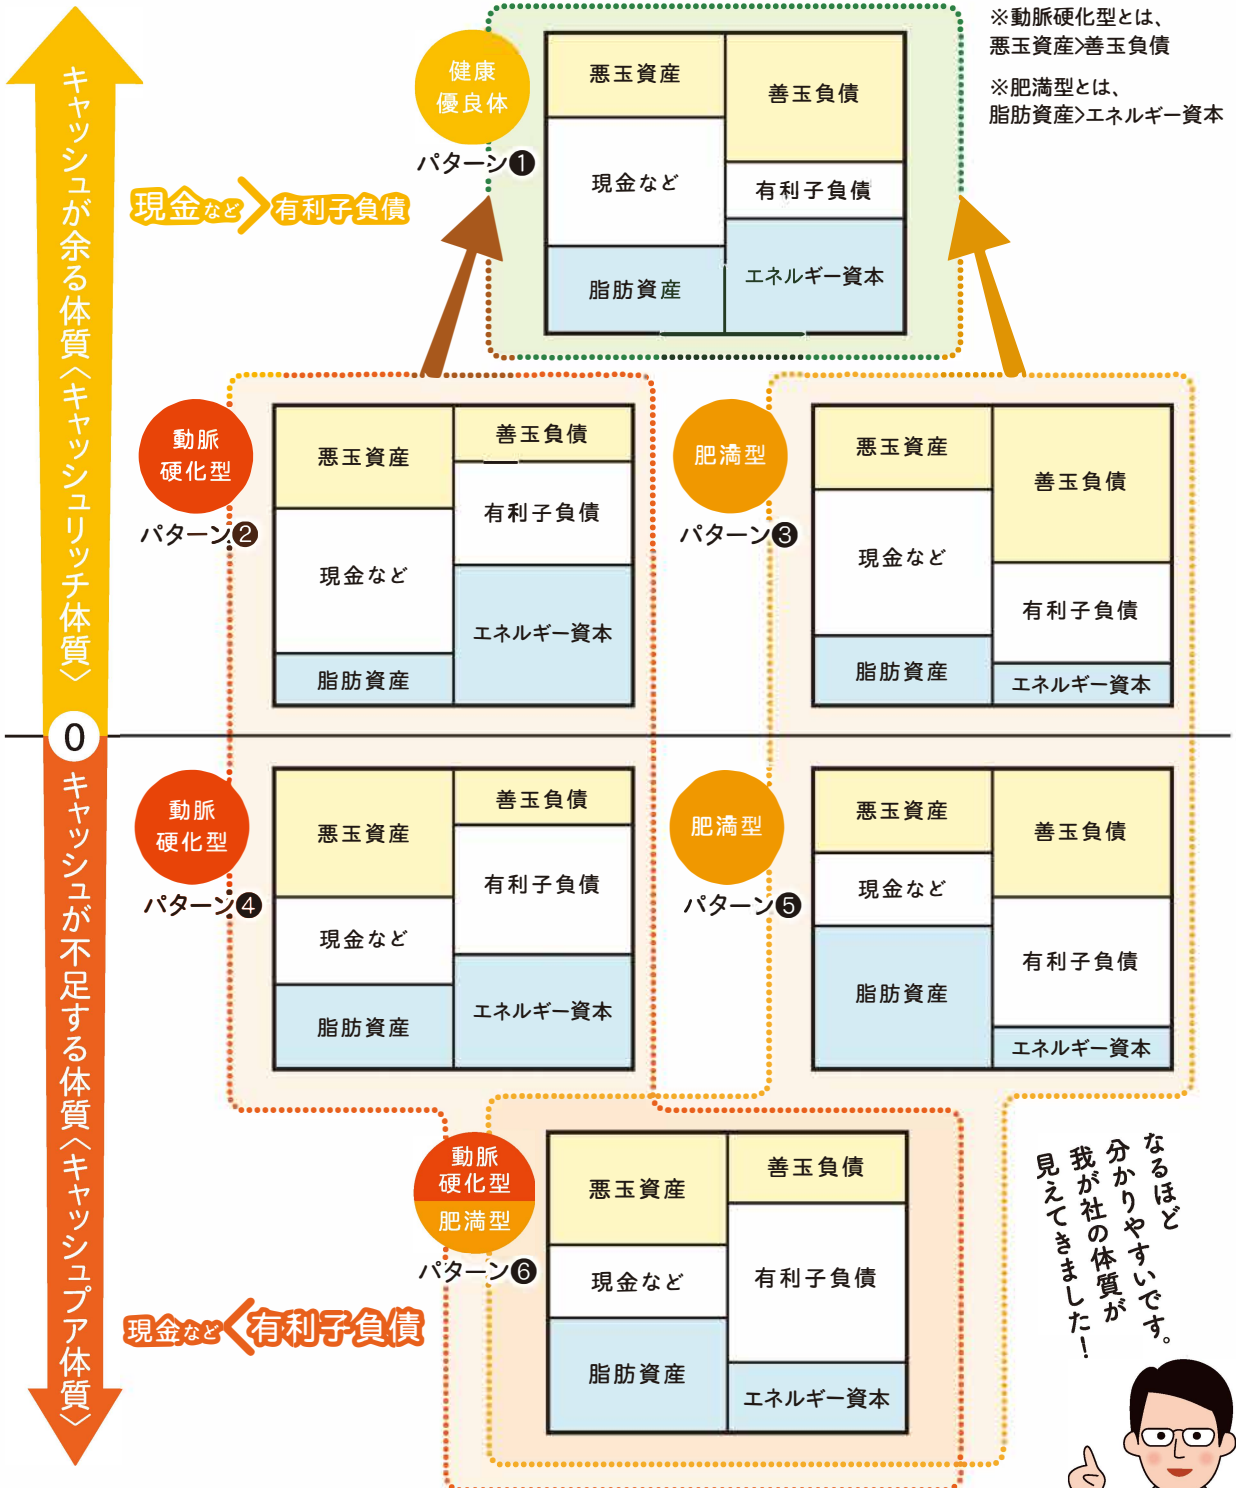 キャッシュが余る体質〈キャッシュリッチ体質〉
0
キャッシュが不足する体質〈キャッシュプア体質〉
現金など>有利子負債
現金など<有利子負債
※動脈硬化型とは、
悪玉資産>善玉負債
※肥満型とは、
脂肪資産>エネルギー資本
健康
優良体
パターン❶
悪玉資産
現金など
脂肪資産
善玉負債
有利子負債
エネルギー資本
動脈
硬化型
パターン❷
悪玉資産
現金など
脂肪資産
善玉負債
有利子負債
エネルギー資本
肥満型
パターン❸
悪玉資産
現金など
脂肪資産
善玉負債
有利子負債
エネルギー資本
動脈
硬化型
パターン❹
悪玉資産
現金など
脂肪資産
善玉負債
有利子負債
エネルギー資本
肥満型
パターン❺
悪玉資産
現金など
脂肪資産
善玉負債
有利子負債
エネルギー資本
動脈
硬化型
肥満型
パターン❻
悪玉資産
現金など
脂肪資産
善玉負債
有利子負債
エネルギー資本
なるほど
分かりやすいです。
我が社の体質が
見えてきました!